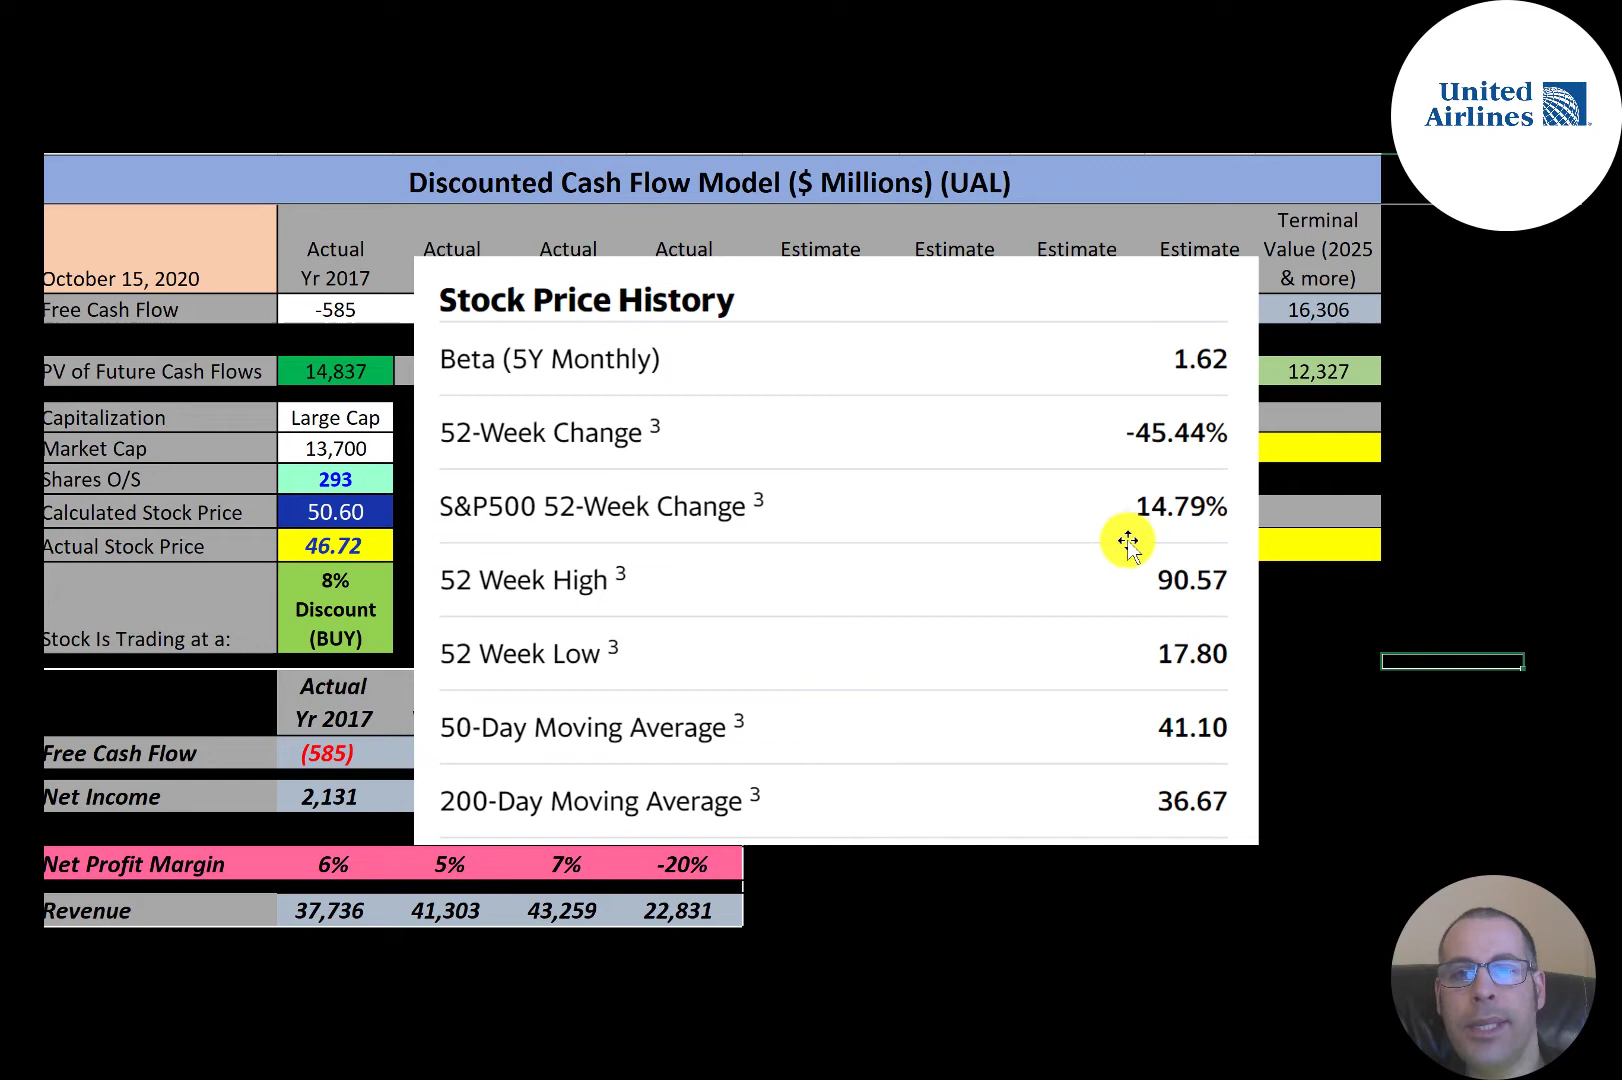 United
Airlines
Discounted Cash Flow Model ($ Millions) (UAL)
October 15, 2020
Actual
Yr 2017
Actual
Actual
Actual
Estimate
Estimate
Estimate
Estimate
Terminal
Value (2025
& more)
Free Cash Flow -585 16,306
PV of Future Cash Flows 14,837 12,327
Capitalization Large Cap
Market Cap 13,700
Shares O/S 293
Calculated Stock Price 50.60
Actual Stock Price 46.72
Stock Is Trading at a:
8%
Discount
(BUY)
Stock Price History
Beta (5Y Monthly) 1.62
52-Week Change 3 -45.44%
S&P500 52-Week Change 3 14.79%
52 Week High 3 90.57
52 Week Low 3 17.80
50-Day Moving Average 3 41.10
200-Day Moving Average 3 36.67
Actual
Yr 2017
Free Cash Flow (585)
Net Income 2,131
Net Profit Margin 6% 5% 7% -20%
Revenue 37,736 41,303 43,259 22,831